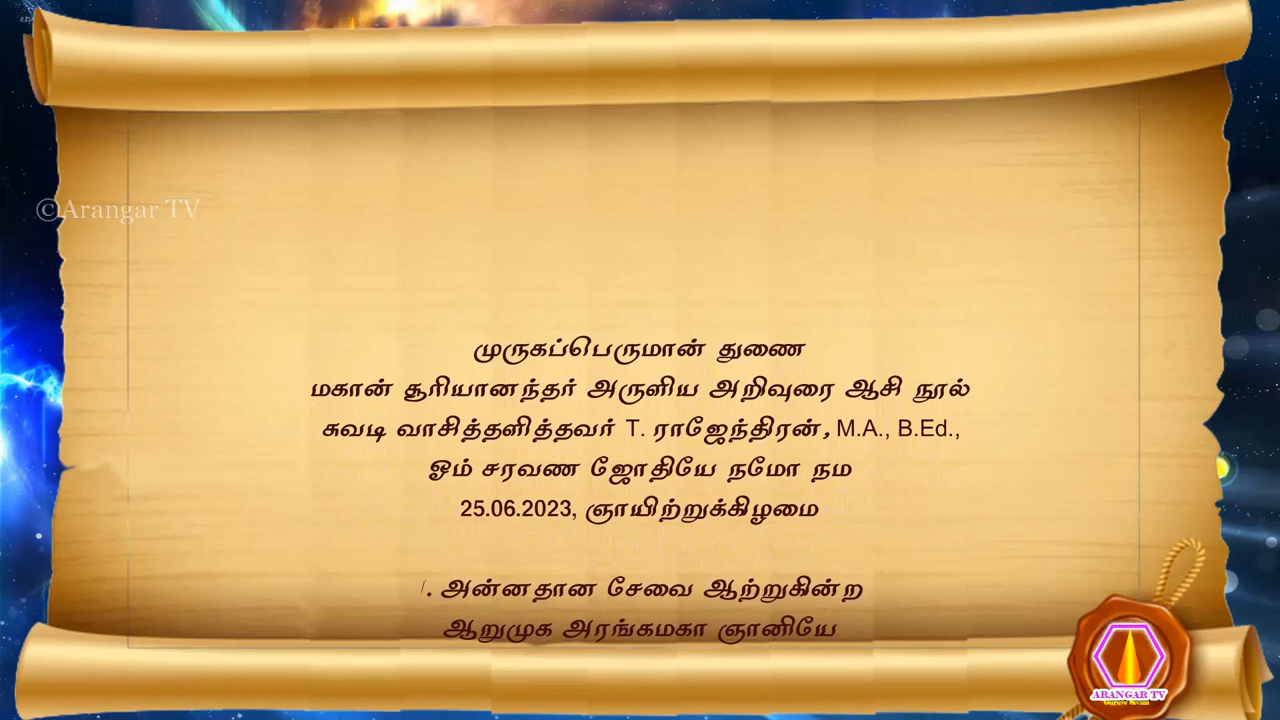 ©Arangar TV
முருகப்பெருமான் துணை
மகான் சூரியானந்தர் அருளிய அறிவுரை ஆசி நூல்
சுவடி வாசித்தளித்தவர் T. ராஜேந்திரன், M.A., B.Ed.,
ஓம் சரவண ஜோதியே நமோ நம
25.06.2023, ஞாயிற்றுக்கிழமை
. அன்னதான சேவை ஆற்றுகின்ற
ஆறுமுக அரங்கமகா ஞானியே
ARANGAR TV